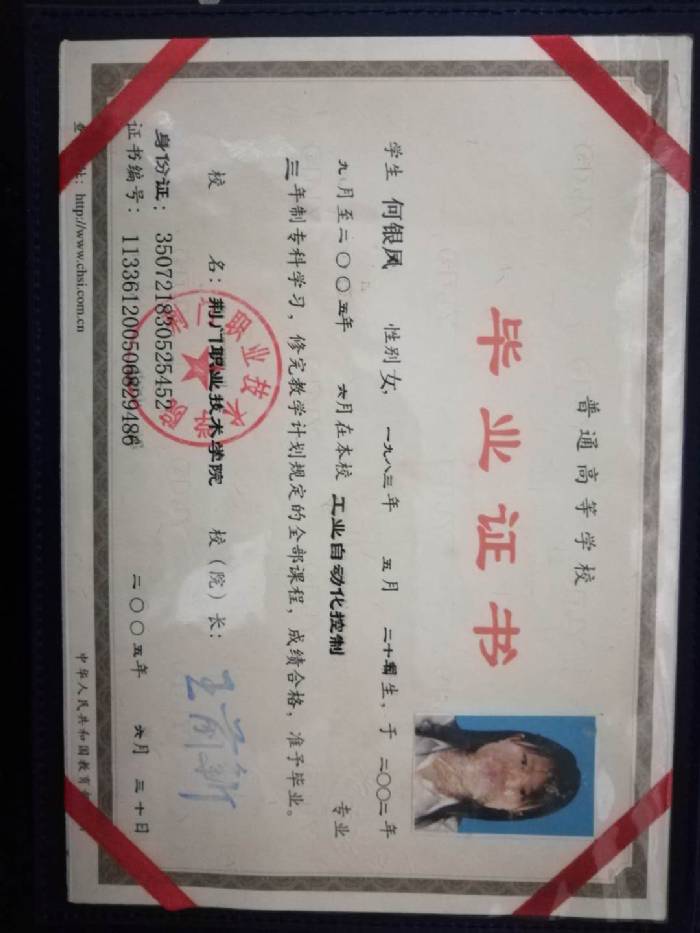 普通高等学校
毕业证书
学生 何银凤 性别女，一九八三年 五月 二十五日生，于 二〇〇二年
九月至二〇〇五年 六月在本校 工业自动化控制 专业
三年制专科学习，修完教学计划规定的全部课程，成绩合格，准予毕业。
校 名：荆门职业技术学院 校（院）长：
身份证：350721830525452
证书编号：113361200506829486 二〇〇五年 六月 三十日
http://www.chsi.com.cn 中华人民共和国教育